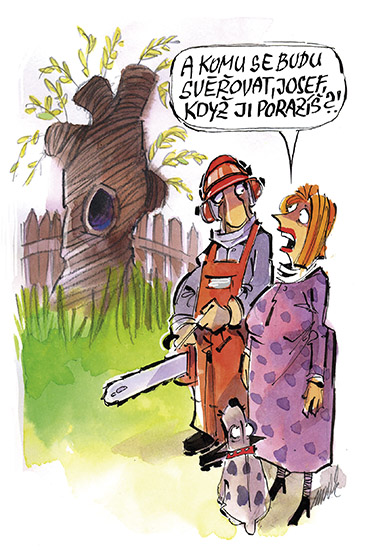 A KOMU SE BUDU
SVĚŘOVAT, JOSEF,
KDYŽ JI PORAZÍŠ?!